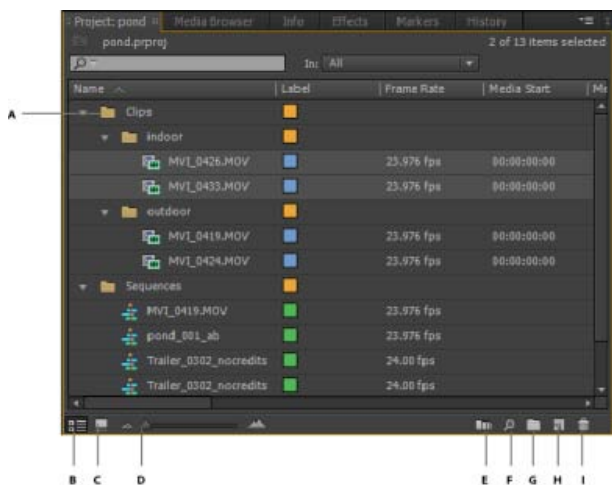 Project: pond Media Browser Info Effects Markers History
pond.prproj 2 of 13 items selected
In: All
Name Label Frame Rate Media Start Me
A
Clips
indoor
MVI_0426.MOV 23.976 fps 00:00:00:00
MVI_0433.MOV 23.976 fps 00:00:00:00
outdoor
MVI_0419.MOV 23.976 fps 00:00:00:00
MVI_0424.MOV 23.976 fps 00:00:00:00
Sequences
MVI_0419.MOV 23.976 fps
pond_001_ab 23.976 fps
Trailer_0302_nocredits 24.00 fps
Trailer_0302_nocredits 24.00 fps
B C D E F G H I